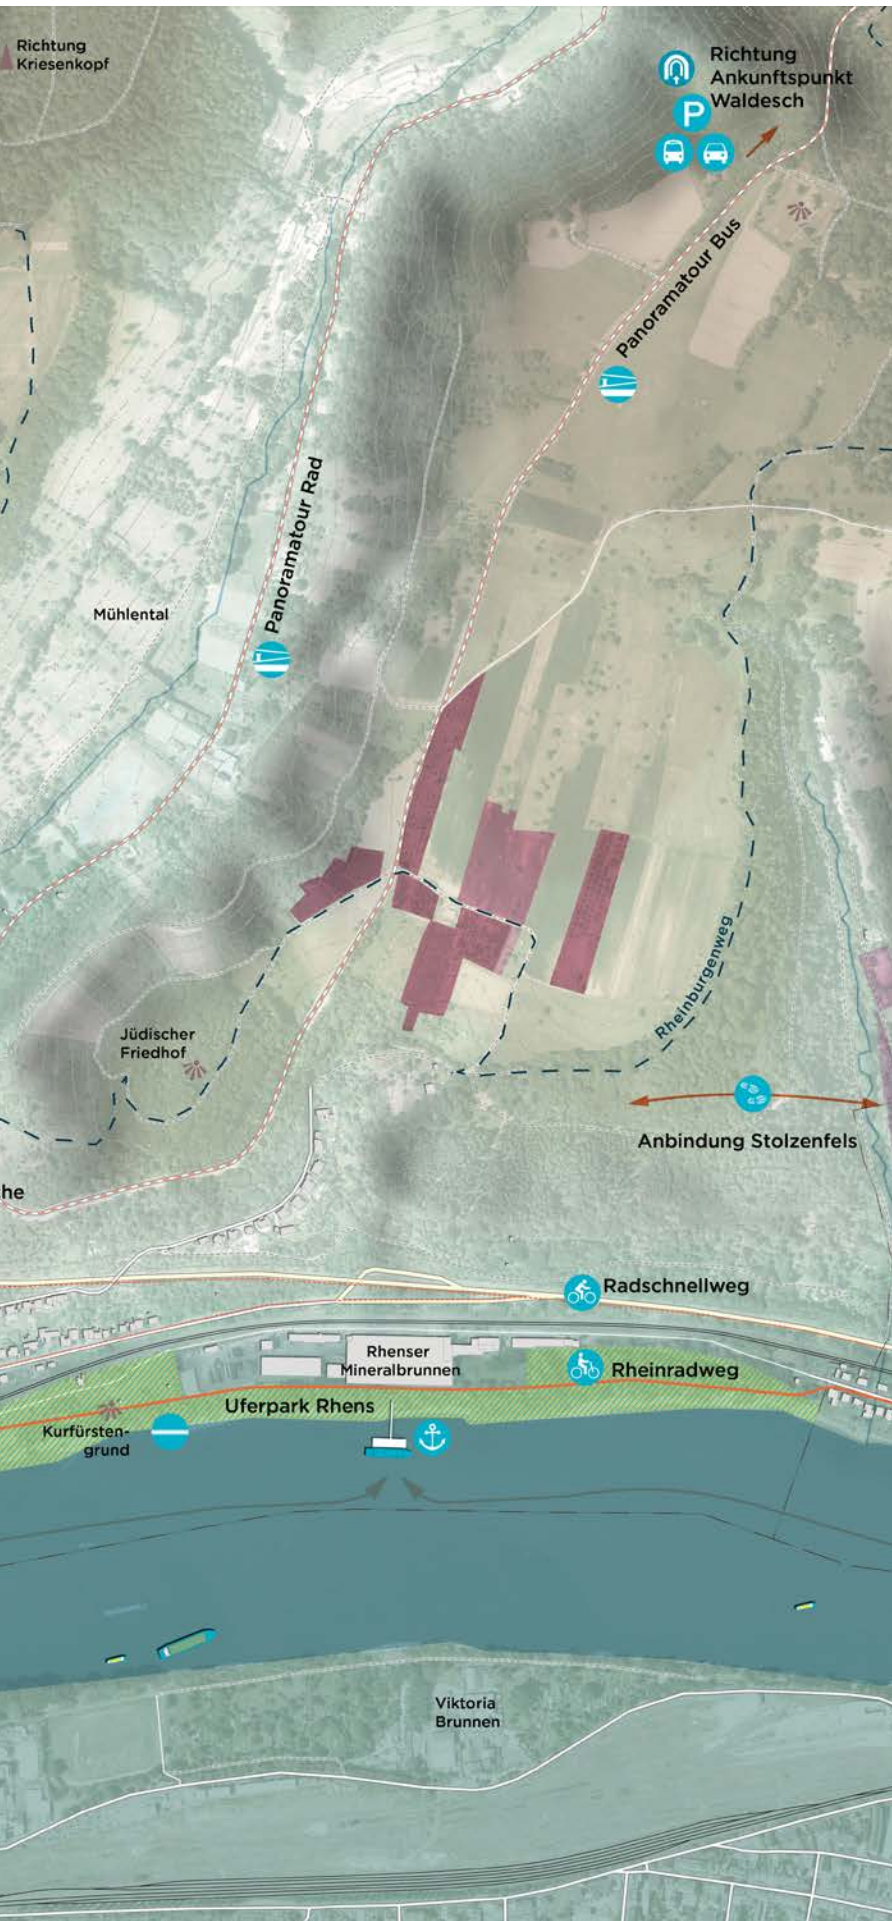 Richtung
Kriesenkopf
Richtung
Ankunftspunkt
Waldesch
P
Panoramatour Bus
Panoramatour Rad
Mühlental
Rheinburgenweg
Jüdischer
Friedhof
Anbindung Stolzenfels
he
Radschnellweg
Rhenser
Mineralbrunnen
Rheinradweg
Uferpark Rhens
Kurfürsten-
grund
Viktoria
Brunnen